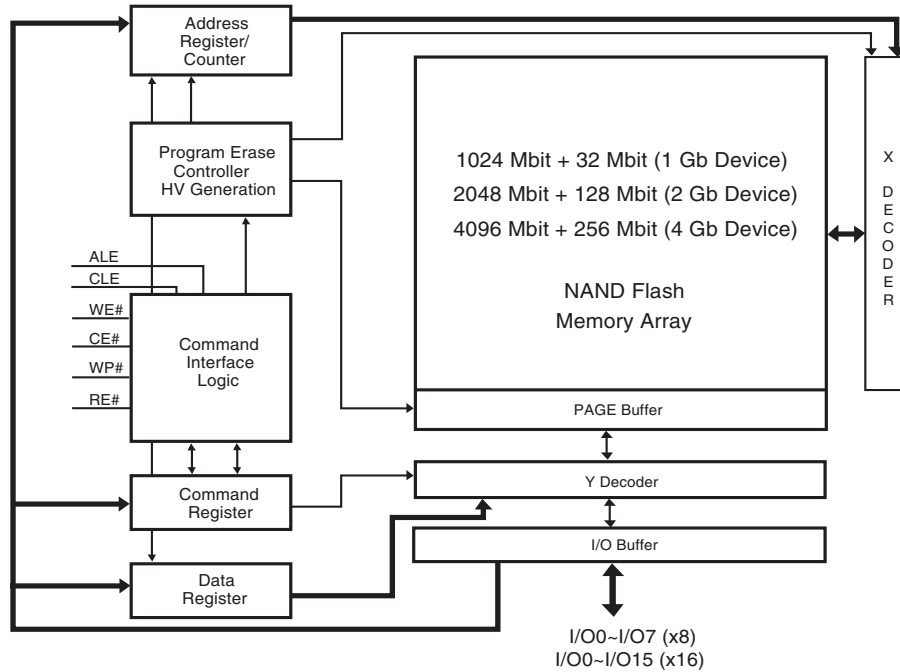 Address
Register/
Counter
Program Erase
Controller
HV Generation
ALE
CLE
WE#
CE#
WP#
RE#
Command
Interface
Logic
Command
Register
Data
Register
1024 Mbit + 32 Mbit (1 Gb Device)
2048 Mbit + 128 Mbit (2 Gb Device)
4096 Mbit + 256 Mbit (4 Gb Device)
NAND Flash
Memory Array
PAGE Buffer
Y Decoder
I/O Buffer
I/O0~I/O7 (x8)
I/O0~I/O15 (x16)
X
DECODER